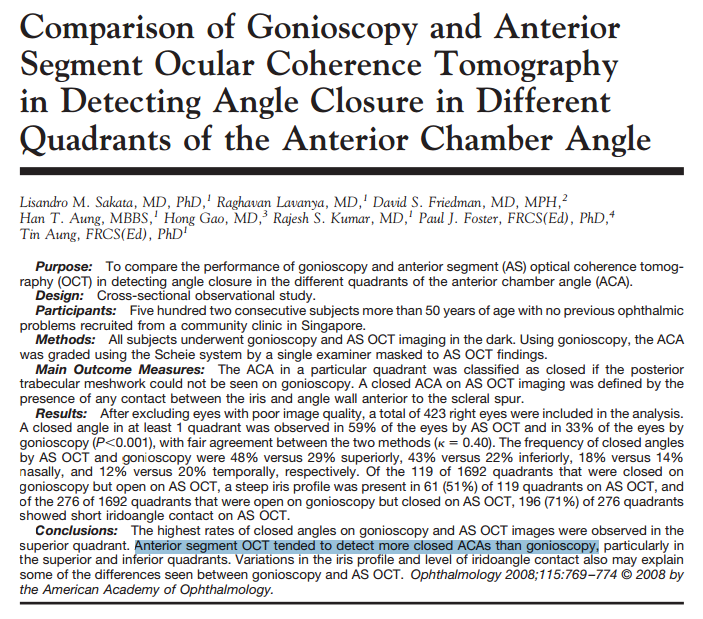 Comparison of Gonioscopy and Anterior
Segment Ocular Coherence Tomography
in Detecting Angle Closure in Different
Quadrants of the Anterior Chamber Angle
Lisandro M. Sakata, MD, PhD,¹ Raghavan Lavanya, MD,¹ David S. Friedman, MD, MPH,²
Han T. Aung, MBBS,¹ Hong Gao, MD,³ Rajesh S. Kumar, MD,¹ Paul J. Foster, FRCS(Ed), PhD,⁴
Tin Aung, FRCS(Ed), PhD¹
Purpose: To compare the performance of gonioscopy and anterior segment (AS) optical coherence tomog-
raphy (OCT) in detecting angle closure in the different quadrants of the anterior chamber angle (ACA).
Design: Cross-sectional observational study.
Participants: Five hundred two consecutive subjects more than 50 years of age with no previous ophthalmic
problems recruited from a community clinic in Singapore.
Methods: All subjects underwent gonioscopy and AS OCT imaging in the dark. Using gonioscopy, the ACA
was graded using the Scheie system by a single examiner masked to AS OCT findings.
Main Outcome Measures: The ACA in a particular quadrant was classified as closed if the posterior
trabecular meshwork could not be seen on gonioscopy. A closed ACA on AS OCT imaging was defined by the
presence of any contact between the iris and angle wall anterior to the scleral spur.
Results: After excluding eyes with poor image quality, a total of 423 right eyes were included in the analysis.
A closed angle in at least 1 quadrant was observed in 59% of the eyes by AS OCT and in 33% of the eyes by
gonioscopy (P<0.001), with fair agreement between the two methods (κ = 0.40). The frequency of closed angles
by AS OCT and gonioscopy were 48% versus 29% superiorly, 43% versus 22% inferiorly, 18% versus 14%
nasally, and 12% versus 20% temporally, respectively. Of the 119 of 1692 quadrants that were closed on
gonioscopy but open on AS OCT, a steep iris profile was present in 61 (51%) of 119 quadrants on AS OCT, and
of the 276 of 1692 quadrants that were open on gonioscopy but closed on AS OCT, 196 (71%) of 276 quadrants
showed short iridoangle contact on AS OCT.
Conclusions: The highest rates of closed angles on gonioscopy and AS OCT images were observed in the
superior quadrant. Anterior segment OCT tended to detect more closed ACAs than gonioscopy, particularly in
the superior and inferior quadrants. Variations in the iris profile and level of iridoangle contact also may explain
some of the differences seen between gonioscopy and AS OCT. Ophthalmology 2008;115:769–774 © 2008 by
the American Academy of Ophthalmology.